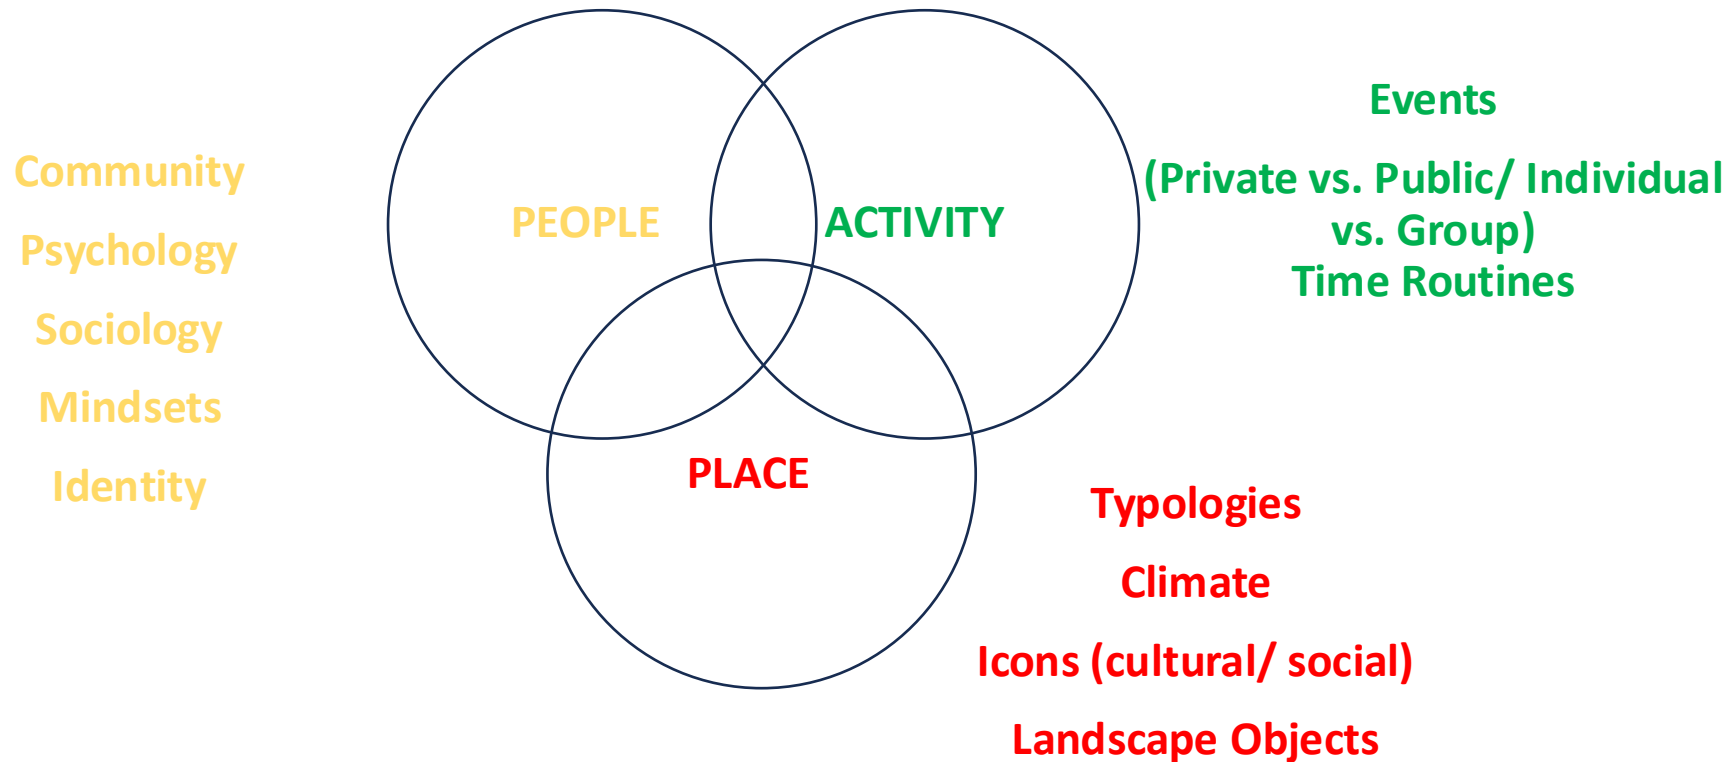 Community
Psychology
Sociology
Mindsets
Identity
PEOPLE
ACTIVITY
PLACE
Events
(Private vs. Public/ Individual
vs. Group)
Time Routines
Typologies
Climate
Icons (cultural/ social)
Landscape Objects